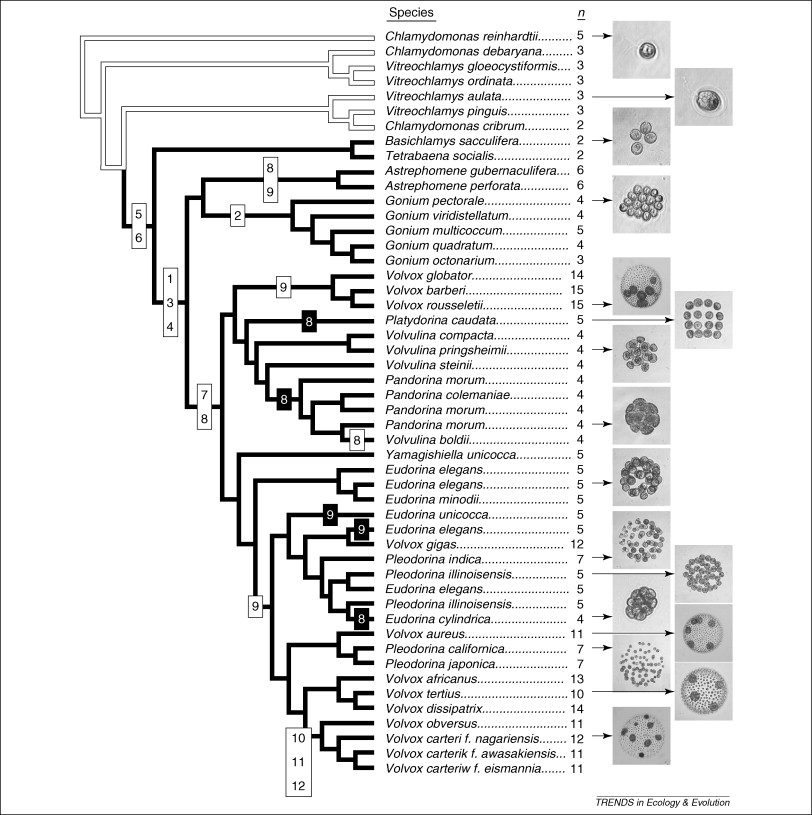 Species n
Chlamydomonas reinhardtii.......... 5
Chlamydomonas debaryana......... 3
Vitreochlamys gloeocystiformis.... 3
Vitreochlamys ordinata................. 3
Vitreochlamys aulata.................... 3
Vitreochlamys pinguis.................. 3
Chlamydomonas cribrum............. 2
Basichlamys sacculifera............... 2
Tetrabaena socialis...................... 2
Astrephomene gubernaculifera.... 6
8
Astrephomene perforata.............. 6
9
Gonium pectorale......................... 4
5
2
Gonium viridistellatum................. 4
Gonium multicoccum................... 5
6
Gonium quadratum...................... 4
Gonium octonarium..................... 3
Volvox globator............................ 14
1
9
Volvox barberi.............................. 15
3
Volvox rousseletii......................... 15
4
8
Platydorina caudata..................... 5
Volvulina compacta...................... 4
Volvulina pringsheimii.................. 4
Volvulina steinii............................ 4
Pandorina morum......................... 4
7
8
Pandorina colemaniae................. 4
8
Pandorina morum......................... 4
Pandorina morum......................... 4
8
Volvulina boldii............................. 4
Yamagishiella unicocca................ 5
Eudorina elegans......................... 5
Eudorina elegans......................... 5
Eudorina minodii.......................... 5
9
Eudorina unicocca....................... 5
9
Eudorina elegans......................... 5
Volvox gigas................................. 12
Pleodorina indica......................... 7
Pleodorina illinoisensis................. 5
Eudorina elegans......................... 5
9
Pleodorina illinoisensis................. 5
8
Eudorina cylindrica....................... 4
Volvox aureus............................... 11
Pleodorina californica................... 7
Pleodorina japonica...................... 7
Volvox africanus........................... 13
Volvox tertius................................ 10
Volvox dissipatrix.......................... 14
Volvox obversus........................... 11
10
Volvox carteri f. nagariensis........ 12
11
Volvox carterik f. awasakiensis... 11
Volvox carteriw f. eismannia....... 11
12
TRENDS in Ecology & Evolution